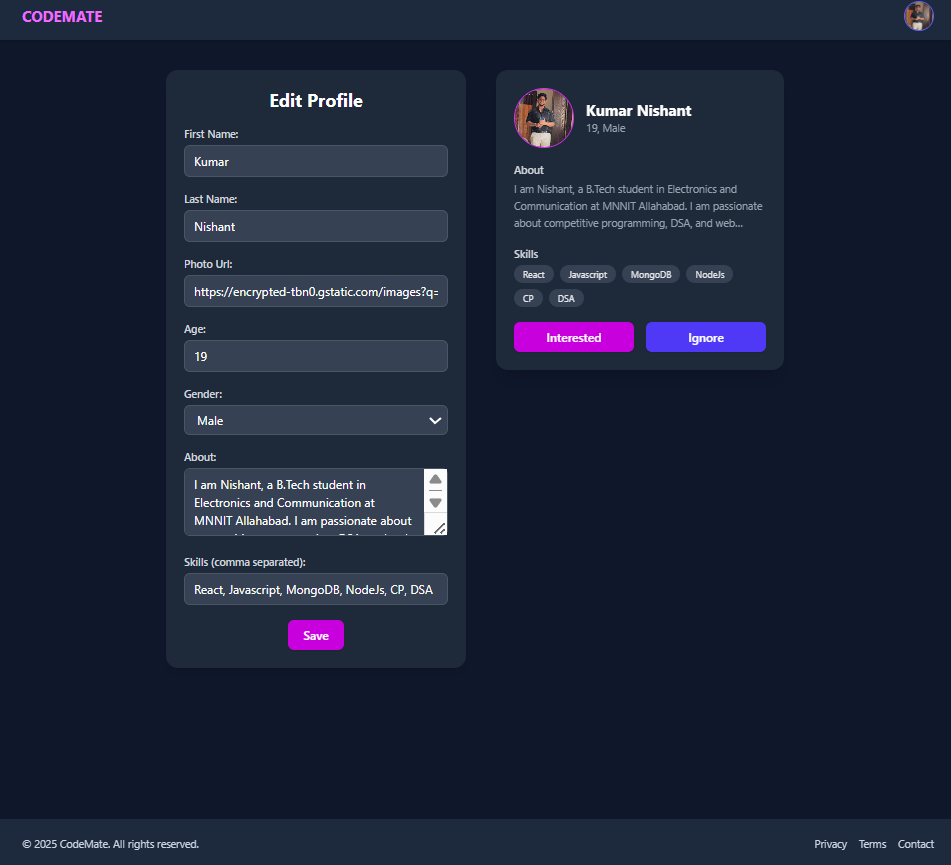 CODEMATE
Edit Profile
First Name:
Kumar
Last Name:
Nishant
Photo Url:
https://encrypted-tbn0.gstatic.com/images?q=
Age:
19
Gender:
Male
About:
I am Nishant, a B.Tech student in
Electronics and Communication at
MNNIT Allahabad. I am passionate about
Skills (comma separated):
React, Javascript, MongoDB, NodeJs, CP, DSA
Save
Kumar Nishant
19, Male
About
I am Nishant, a B.Tech student in Electronics and
Communication at MNNIT Allahabad. I am passionate
about competitive programming, DSA, and web...
Skills
React Javascript MongoDB NodeJs
CP DSA
Interested Ignore
© 2025 CodeMate. All rights reserved.
Privacy Terms Contact